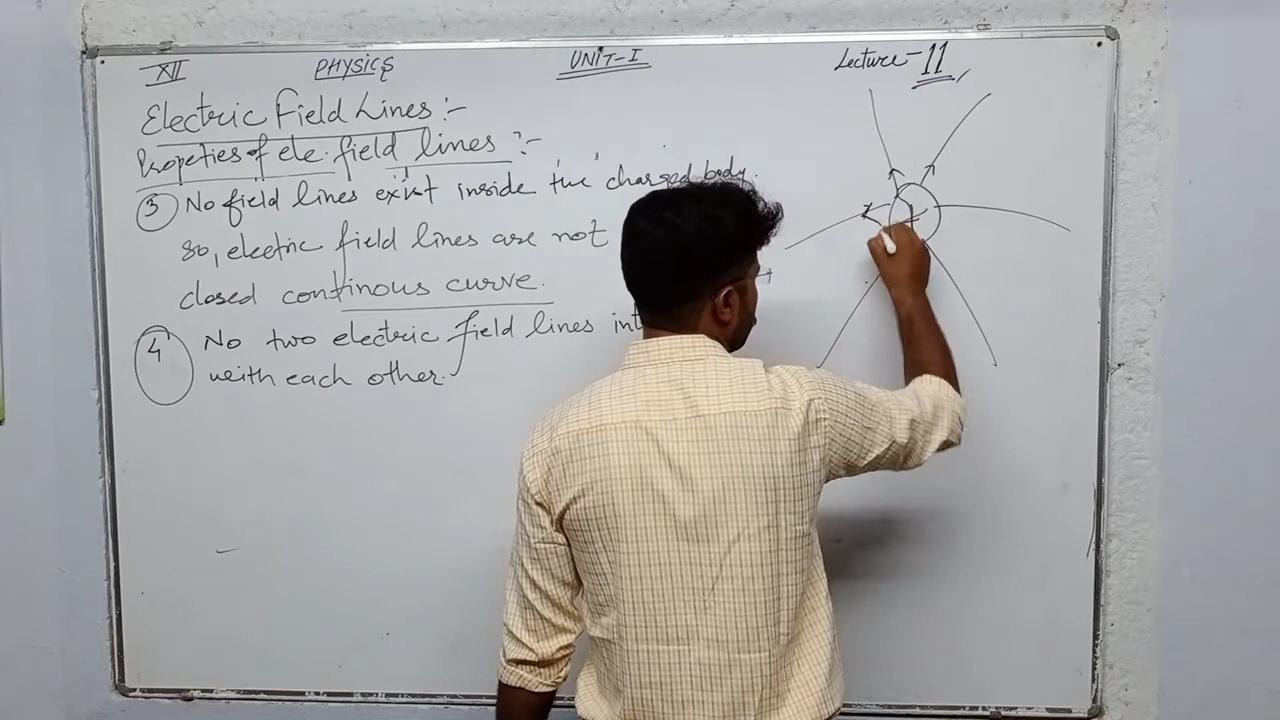 XII PHYSICS UNIT-I Lecture-11
Electric Field Lines:-
Propeties of ele. field lines :-
3 No field lines exist inside the charged body.
so, electric field lines are not
closed continous curve.
4 No two electric field lines int
with each other.